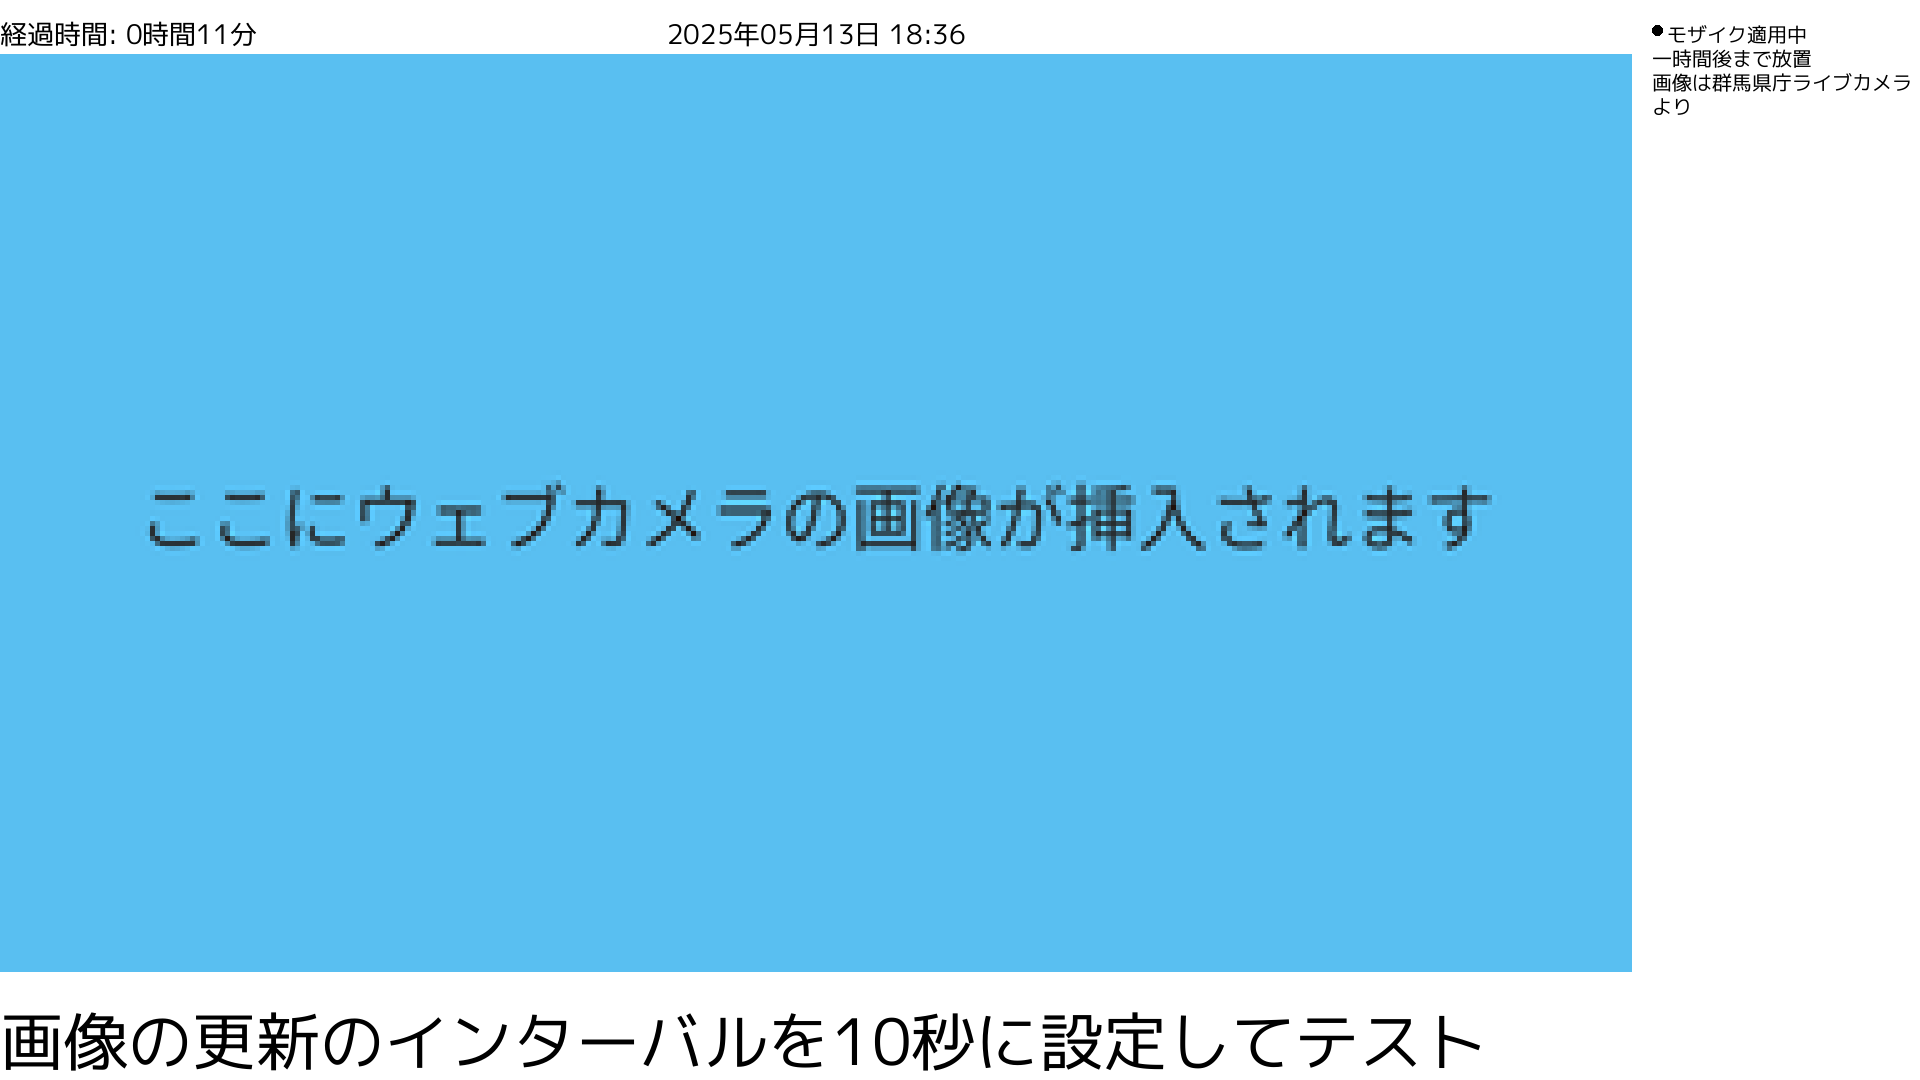 経過時間: 0時間11分
2025年05月13日 18:36
●モザイク適用中
一時間後まで放置
画像は群馬県庁ライブカメラ
より
ここにウェブカメラの画像が挿入されます
画像の更新のインターバルを10秒に設定してテスト